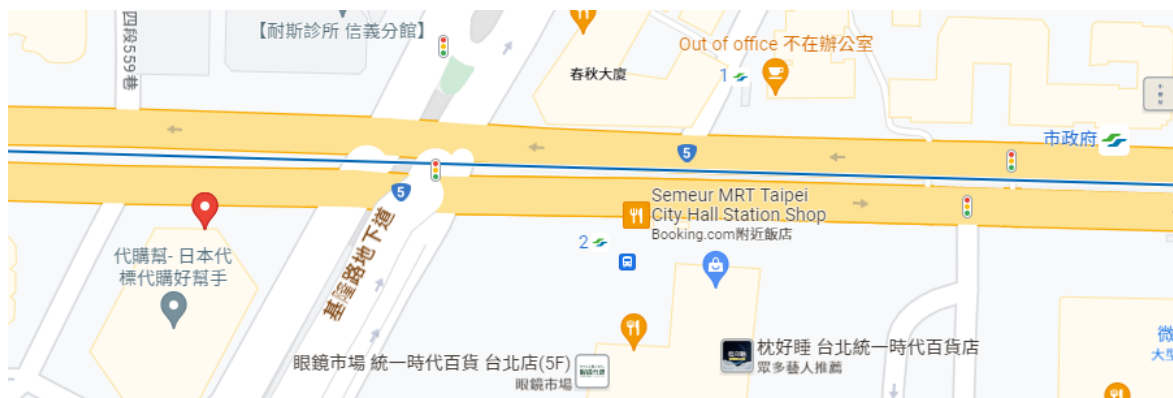 四段559巷
【耐斯診所 信義分館】
Out of office 不在辦公室
1
春秋大廈
市政府
5
5
Semeur MRT Taipei
City Hall Station Shop
Booking.com附近飯店
2
代購幫- 日本代
標代購好幫手
基隆路地下道
眼鏡市場 統一時代百貨 台北店(5F)
眼鏡市場
枕好睡 台北統一時代百貨店
眾多藝人推薦
微
大型